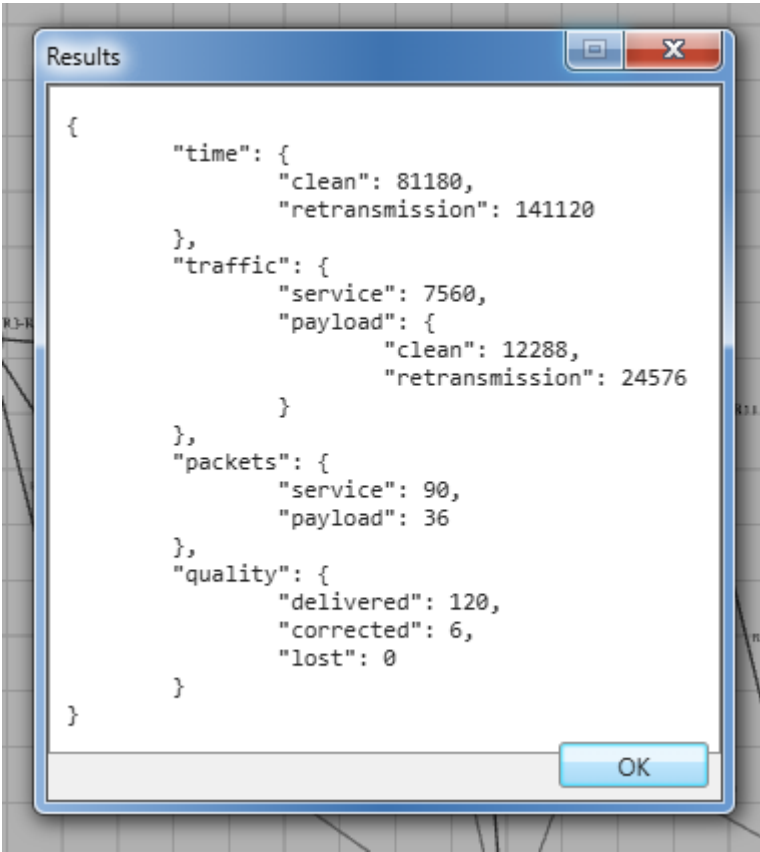 Results
{
"time": {
"clean": 81180,
"retransmission": 141120
},
"traffic": {
"service": 7560,
"payload": {
"clean": 12288,
"retransmission": 24576
}
},
"packets": {
"service": 90,
"payload": 36
},
"quality": {
"delivered": 120,
"corrected": 6,
"lost": 0
}
}
OK